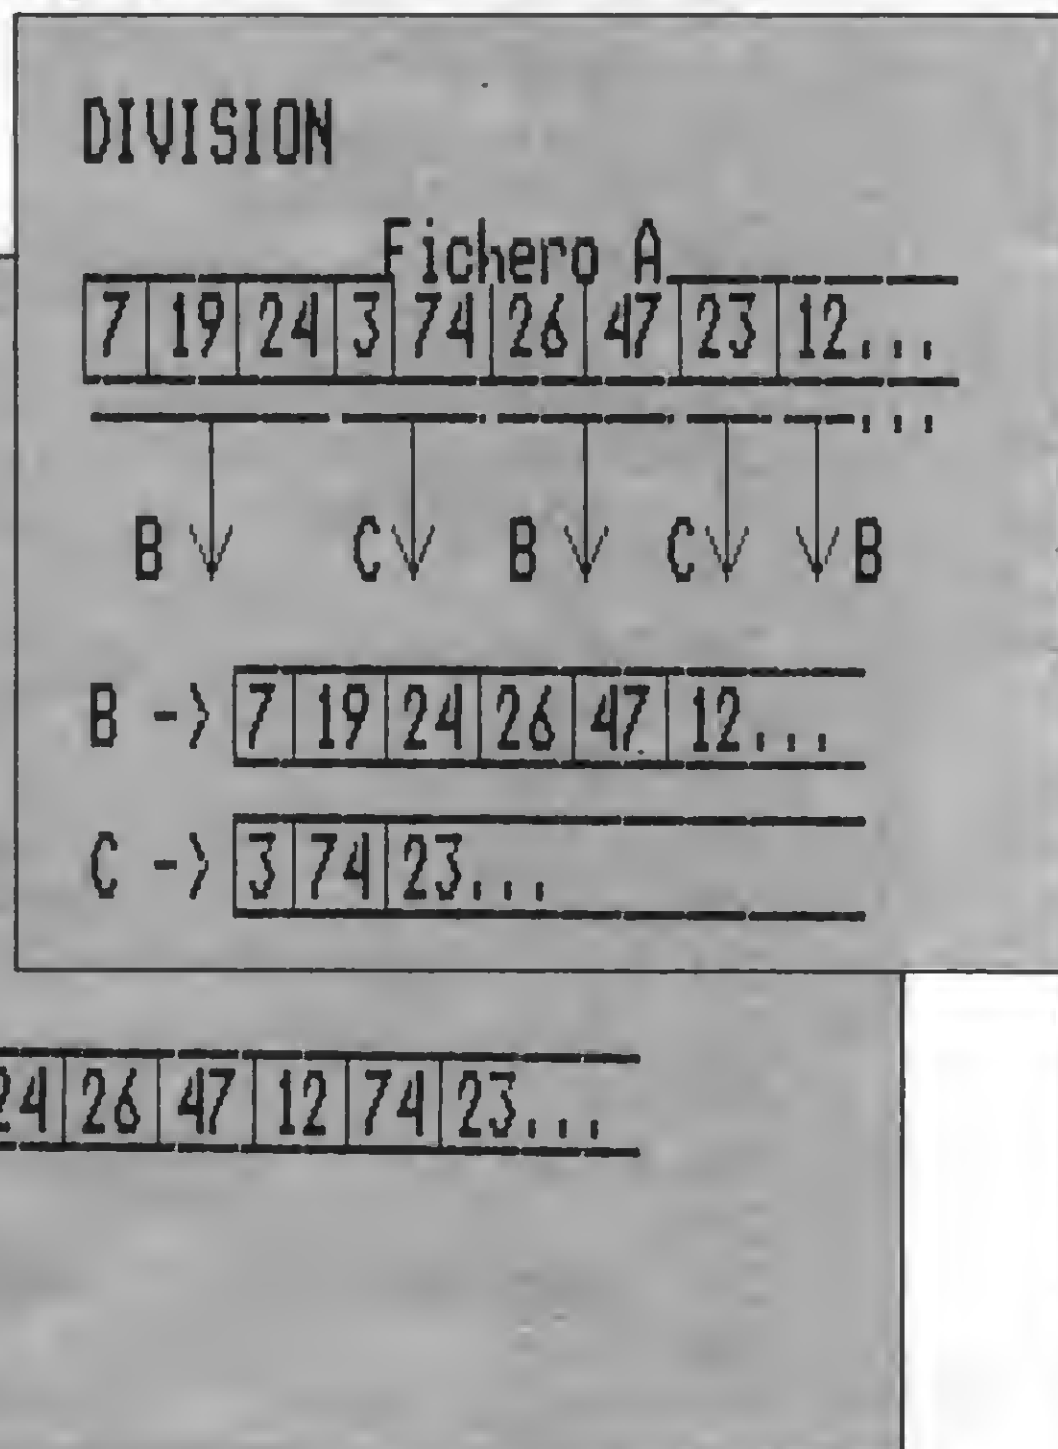 DIVISION
Fichero A
7 19 24 3 74 26 47 23 12...
...
B C B C B
B -> 7 19 24 26 47 12...
C -> 3 74 23...
24 26 47 12 74 23...